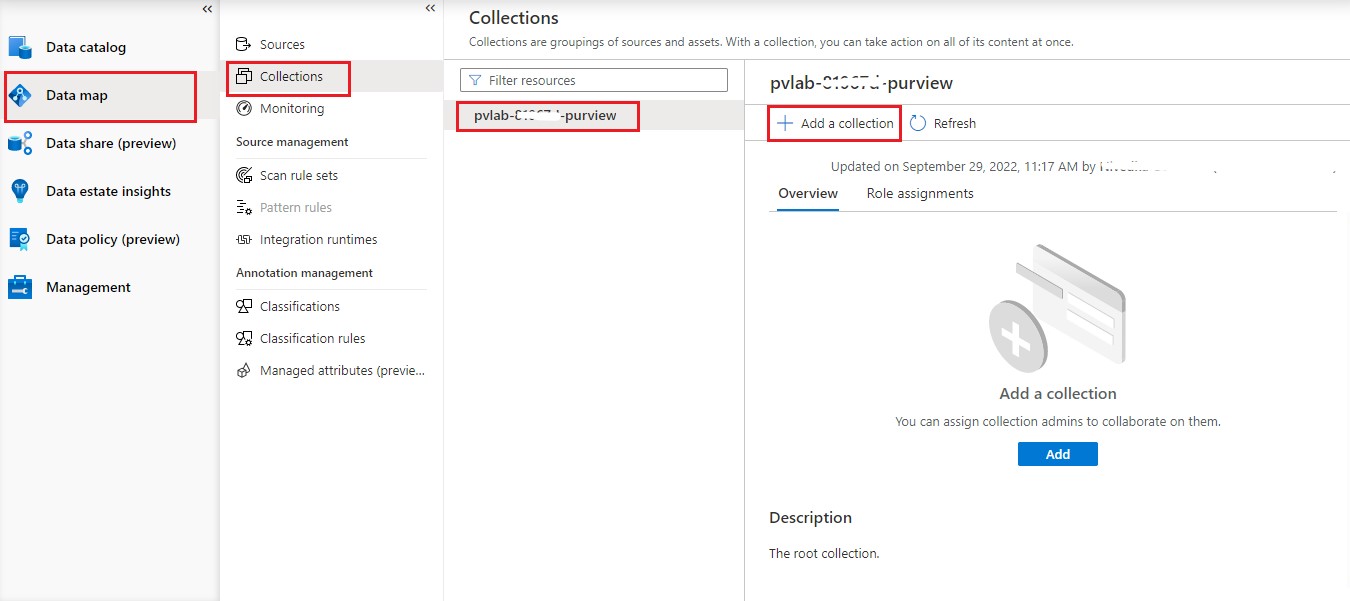 Data catalog
Data map
Data share (preview)
Data estate insights
Data policy (preview)
Management
Sources
Collections
Monitoring
Source management
Scan rule sets
Pattern rules
Integration runtimes
Annotation management
Classifications
Classification rules
Managed attributes (previe...
Collections
Collections are groupings of sources and assets. With a collection, you can take action on all of its content at once.
Filter resources
pvlab- -purview
pvlab- -purview
Add a collection
Refresh
Updated on September 29, 2022, 11:17 AM by
Overview
Role assignments
Add a collection
You can assign collection admins to collaborate on them.
Add
Description
The root collection.